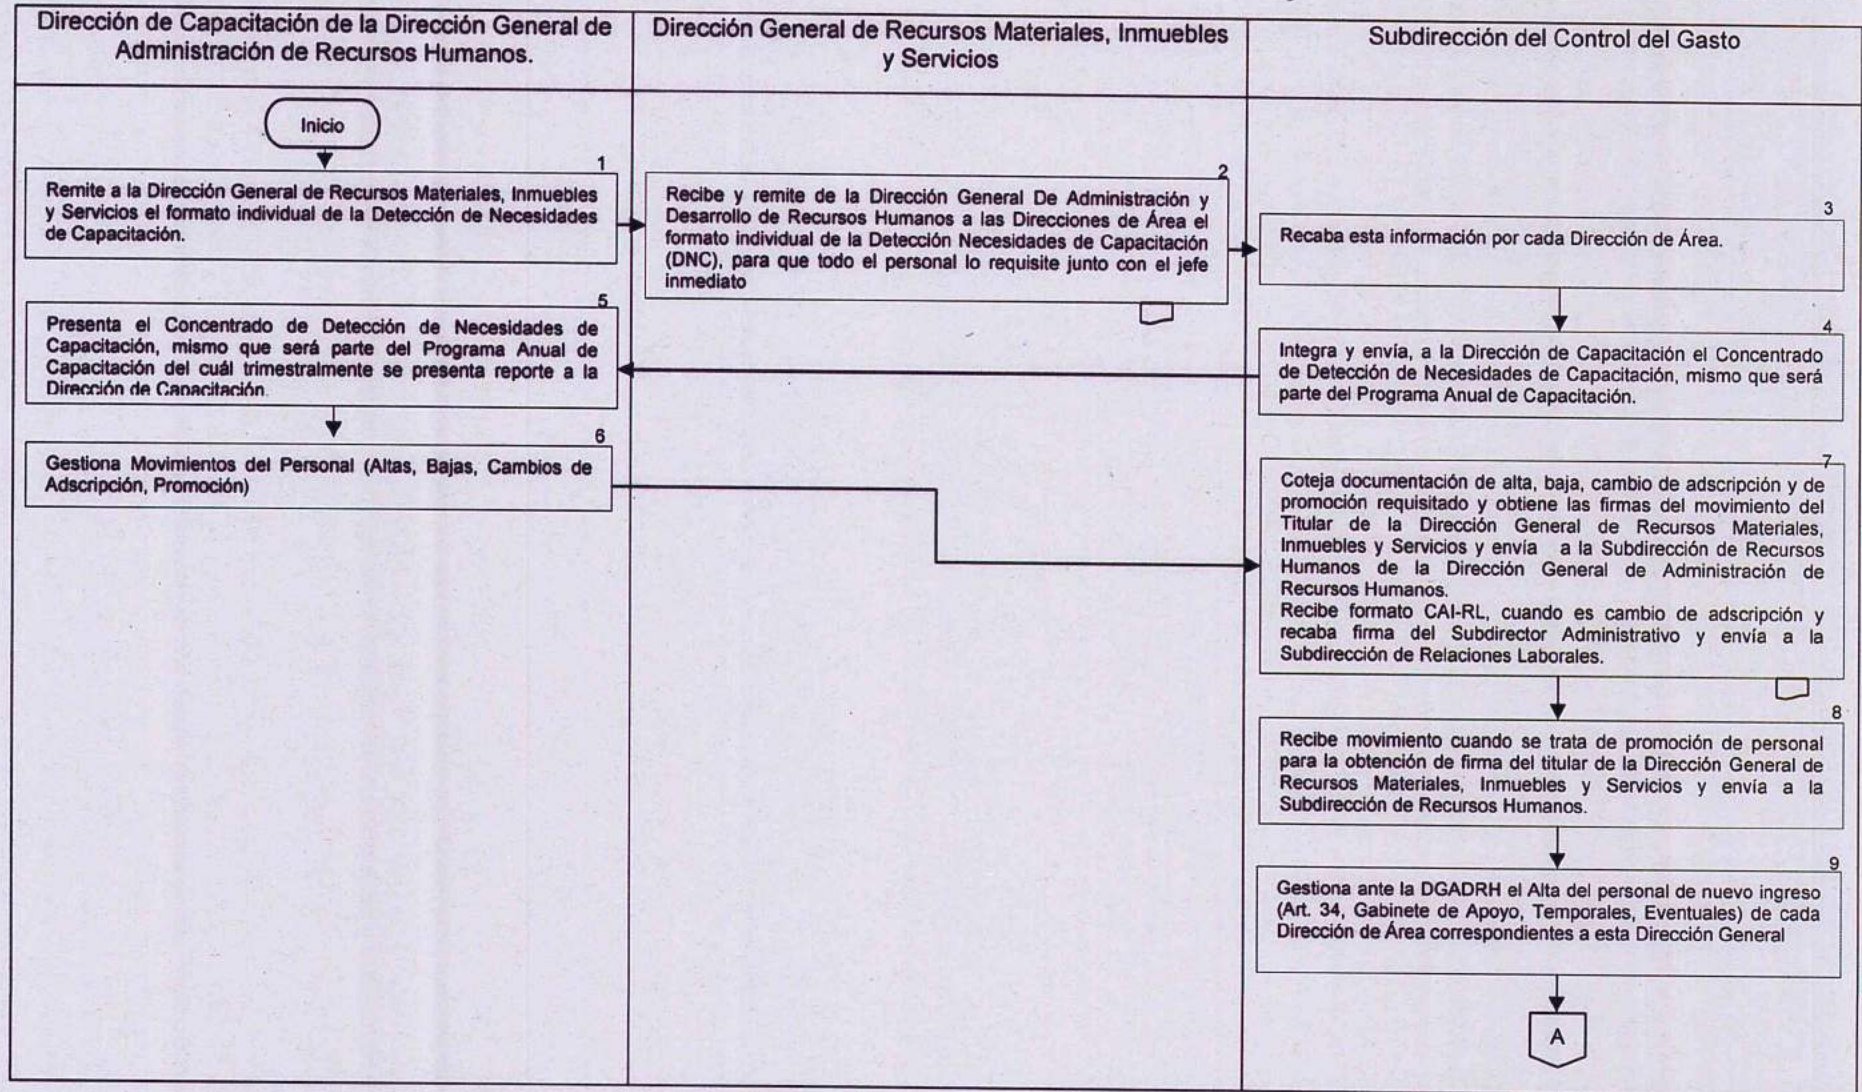 Dirección de Capacitación de la Dirección General de
Administración de Recursos Humanos.
Dirección General de Recursos Materiales, Inmuebles
y Servicios
Subdirección del Control del Gasto
Inicio
1
Remite a la Dirección General de Recursos Materiales, Inmuebles
y Servicios el formato individual de la Detección de Necesidades
de Capacitación.
2
Recibe y remite de la Dirección General De Administración y
Desarrollo de Recursos Humanos a las Direcciones de Área el
formato individual de la Detección Necesidades de Capacitación
(DNC), para que todo el personal lo requisite junto con el jefe
inmediato
3
Recaba esta información por cada Dirección de Área.
4
Integra y envía, a la Dirección de Capacitación el Concentrado
de Detección de Necesidades de Capacitación, mismo que será
parte del Programa Anual de Capacitación.
5
Presenta el Concentrado de Detección de Necesidades de
Capacitación, mismo que será parte del Programa Anual de
Capacitación del cuál trimestralmente se presenta reporte a la
Dirección de Capacitación.
6
Gestiona Movimientos del Personal (Altas, Bajas, Cambios de
Adscripción, Promoción)
7
Coteja documentación de alta, baja, cambio de adscripción y de
promoción requisitado y obtiene las firmas del movimiento del
Titular de la Dirección General de Recursos Materiales,
Inmuebles y Servicios y envía a la Subdirección de Recursos
Humanos de la Dirección General de Administración de
Recursos Humanos.
Recibe formato CAI-RL, cuando es cambio de adscripción y
recaba firma del Subdirector Administrativo y envía a la
Subdirección de Relaciones Laborales.
8
Recibe movimiento cuando se trata de promoción de personal
para la obtención de firma del titular de la Dirección General de
Recursos Materiales, Inmuebles y Servicios y envía a la
Subdirección de Recursos Humanos.
9
Gestiona ante la DGADRH el Alta del personal de nuevo ingreso
(Art. 34, Gabinete de Apoyo, Temporales, Eventuales) de cada
Dirección de Área correspondientes a esta Dirección General
A